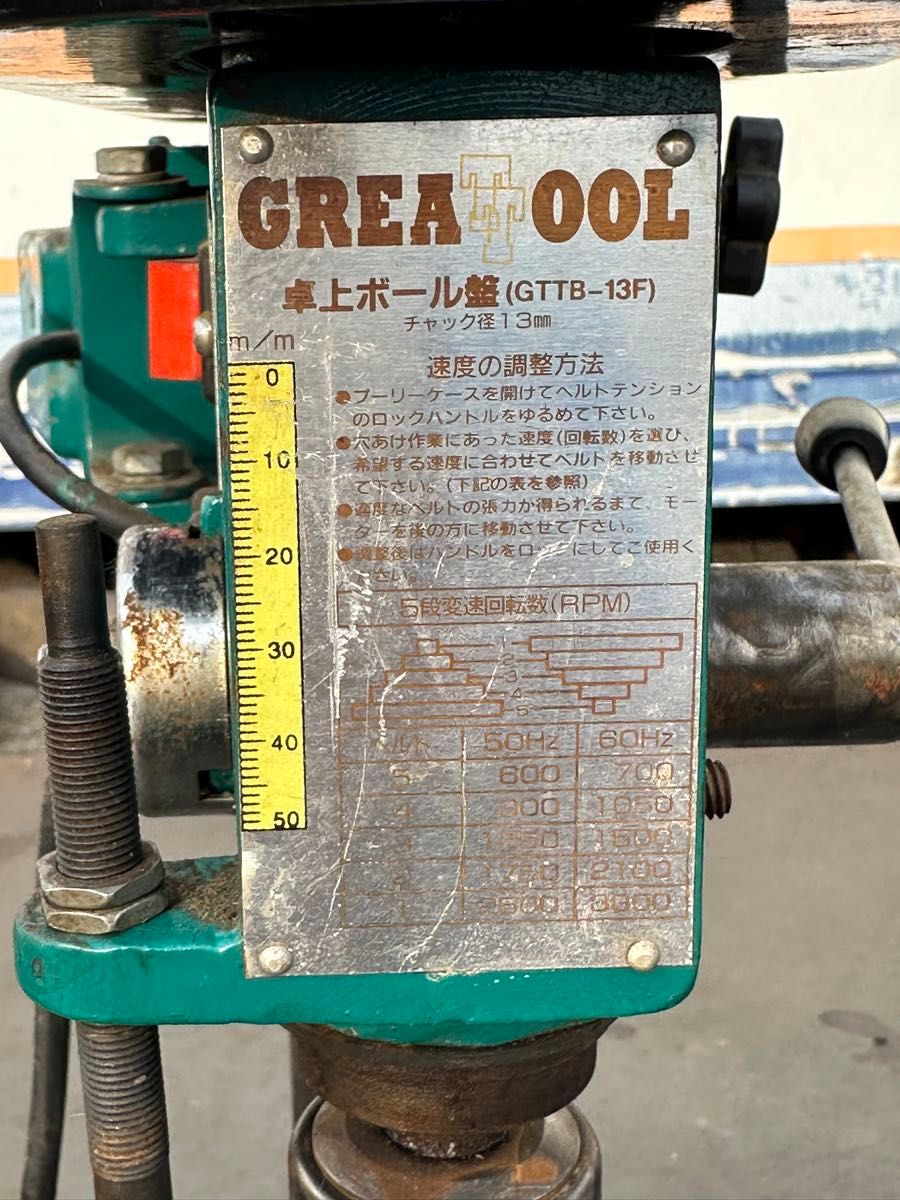 GREATOOL
卓上ボール盤(GTTB-13F)
チャック径13mm
m/m
0
10
20
30
40
50
速度の調整方法
●プーリーケースを開けてベルトテンション
のロックハンドルをゆるめて下さい。
●穴あけ作業にあった速度(回転数)を選び、
希望する速度に合わせてベルトを移動させ
て下さい。(下記の表を参照)
なベルトの張力が得られるまで、モー
ターを後の方に移動させて下さい。
調整後はハンドルをロ にしてご使用く
さい。
5段変速回転数(RPM)
1
2
3
4
5
ベルト 50Hz 60Hz
5 600 700
4 800 1050
3 1250 1500
2 1750 2100